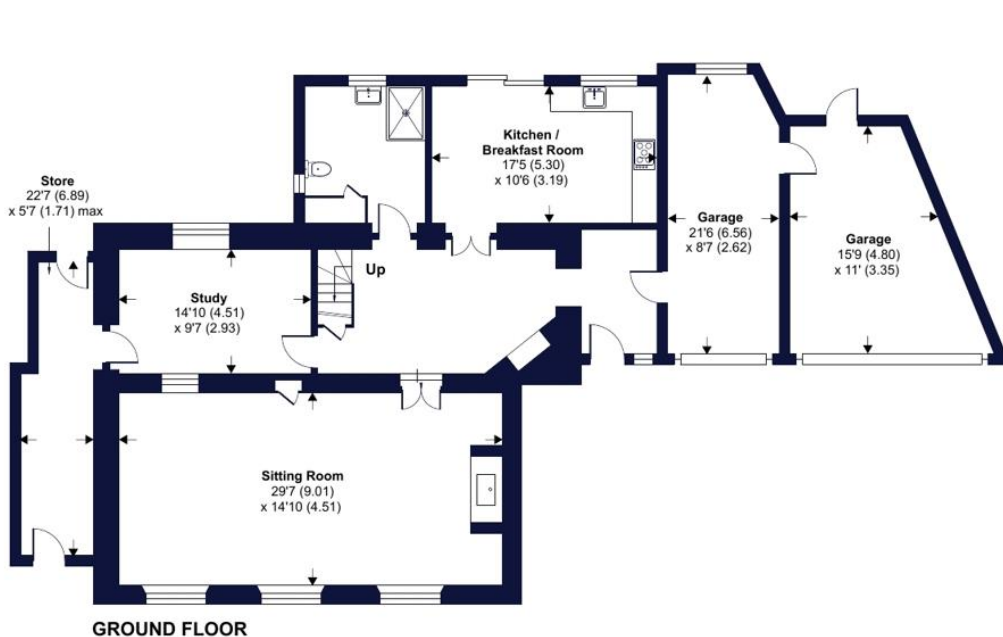 Kitchen /
Breakfast Room
17'5 (5.30)
x 10'6 (3.19)
Store
22'7 (6.89)
x 5'7 (1.71) max
Garage
21'6 (6.56)
x 8'7 (2.62)
Garage
15'9 (4.80)
x 11' (3.35)
Up
Study
14'10 (4.51)
x 9'7 (2.93)
Sitting Room
29'7 (9.01)
x 14'10 (4.51)
GROUND FLOOR